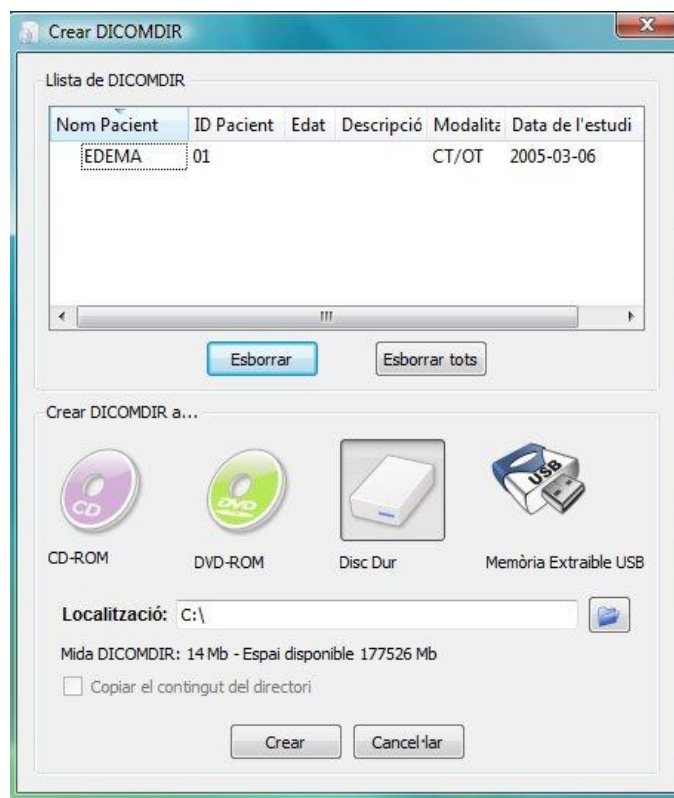 Crear DICOMDIR
Llista de DICOMDIR
Nom Pacient ID Pacient Edat Descripció Modalita Data de l'estudi
EDEMA 01 CT/OT 2005-03-06
Esborrar Esborrar tots
Crear DICOMDIR a...
CD DVD USB
CD-ROM DVD-ROM Disc Dur Memòria Extraible USB
Localització: C:\
Mida DICOMDIR: 14 Mb - Espai disponible 177526 Mb
Copiar el contingut del directori
Crear Cancel·lar